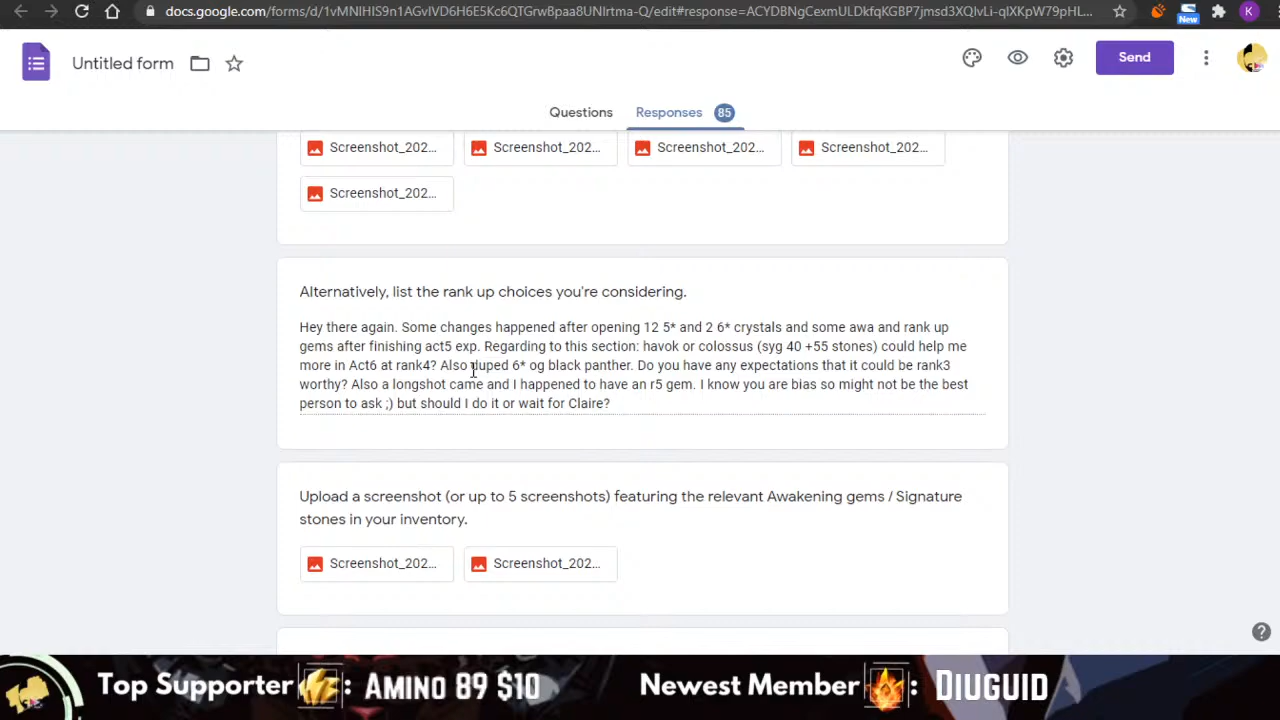 docs.google.com/forms/d/1vMNIHIS9n1AGvIVD6H6E5Kc6QTGrwBpaa8UNIrtma-Q/edit#response=ACYDBNgCexmULDkfqKGBP7jmsd3XQIvLi-qlXKpW79pHL...
New
K
Untitled form
Send
Questions
Responses
85
Screenshot_202...
Screenshot_202...
Screenshot_202...
Screenshot_202...
Screenshot_202...
Alternatively, list the rank up choices you're considering.
Hey there again. Some changes happened after opening 12 5* and 2 6* crystals and some awa and rank up
gems after finishing act5 exp. Regarding to this section: havok or colossus (syg 40 +55 stones) could help me
more in Act6 at rank4? Also duped 6* og black panther. Do you have any expectations that it could be rank3
worthy? Also a longshot came and I happened to have an r5 gem. I know you are bias so might not be the best
person to ask ;) but should I do it or wait for Claire?
Upload a screenshot (or up to 5 screenshots) featuring the relevant Awakening gems / Signature
stones in your inventory.
Screenshot_202...
Screenshot_202...
Top Supporter : Amino 89 $10
Newest Member : Diuguid